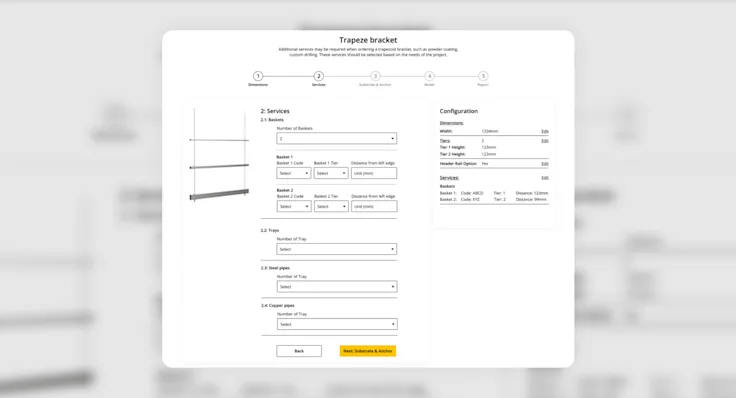 Trapeze bracket
Additional services may be required when ordering a trapezoid bracket, such as powder coating,
custom drilling. These services should be selected based on the needs of the project.
1 2 3 4 5
Dimensions Services Substrate & Anchor Model Report
2: Services
2.1: Baskets
Number of Baskets
2
Basket 1
Basket 1 Code Basket 1 Tier Distance from left edge
Select Select Unit (mm)
Basket 2
Basket 2 Code Basket 2 Tier Distance from left edge
Select Select Unit (mm)
2.2: Trays
Number of Tray
Select
2.3: Steel pipes
Number of Tray
Select
2.4: Copper pipes
Number of Tray
Select
Back Next: Substrate & Anchor
Configuration
Dimensions:
Width: 1234mm Edit
Tiers: 2 Edit
Tier 1 Height: 123mm
Tier 2 Height: 123mm
Header Rail Option: Yes Edit
Services: Edit
Baskets
Basket 1: Code: ABCD Tier: 1 Distance: 123mm
Basket 2: Code: XYZ Tier: 2 Distance: 99mm